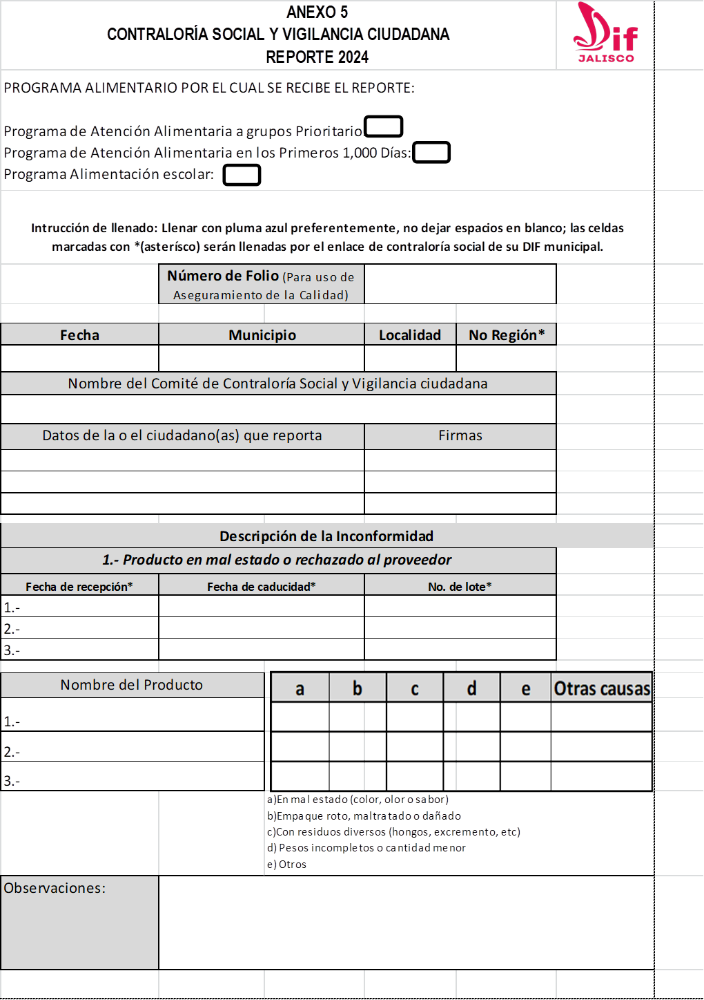 ANEXO 5
CONTRALORÍA SOCIAL Y VIGILANCIA CIUDADANA
REPORTE 2024
Dif
JALISCO
PROGRAMA ALIMENTARIO POR EL CUAL SE RECIBE EL REPORTE:
Programa de Atención Alimentaria a grupos Prioritario
Programa de Atención Alimentaria en los Primeros 1,000 Días:
Programa Alimentación escolar:
Intrucción de llenado: Llenar con pluma azul preferentemente, no dejar espacios en blanco; las celdas
marcadas con *(asterísco) serán llenadas por el enlace de contraloría social de su DIF municipal.
Número de Folio (Para uso de
Aseguramiento de la Calidad)
Fecha Municipio Localidad No Región*
Nombre del Comité de Contraloría Social y Vigilancia ciudadana
Datos de la o el ciudadano(as) que reporta Firmas
Descripción de la Inconformidad
1.- Producto en mal estado o rechazado al proveedor
Fecha de recepción* Fecha de caducidad* No. de lote*
1.-
2.-
3.-
Nombre del Producto a b c d e Otras causas
1.-
2.-
3.-
a)En mal estado (color, olor o sabor)
b)Empaque roto, maltratado o dañado
c)Con residuos diversos (hongos, excremento, etc)
d) Pesos incompletos o cantidad menor
e) Otros
Observaciones: